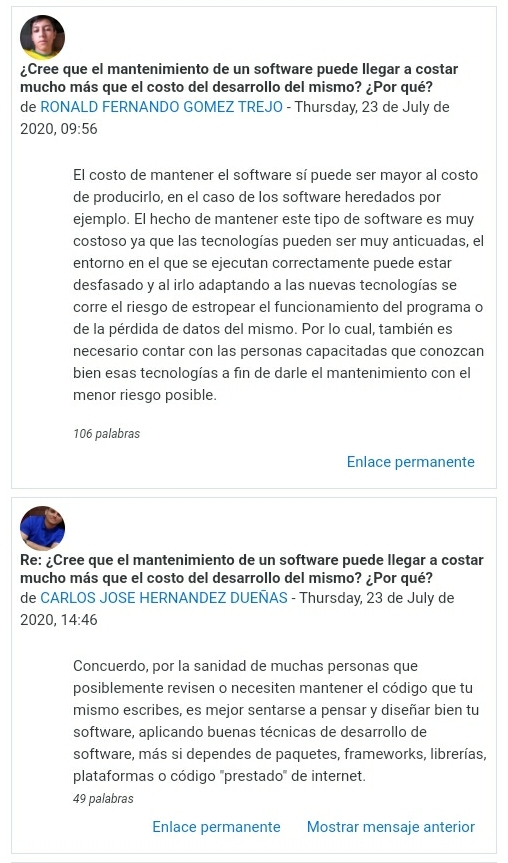 ¿Cree que el mantenimiento de un software puede llegar a costar
mucho más que el costo del desarrollo del mismo? ¿Por qué?
de RONALD FERNANDO GOMEZ TREJO - Thursday, 23 de July de
2020, 09:56
El costo de mantener el software sí puede ser mayor al costo
de producirlo, en el caso de los software heredados por
ejemplo. El hecho de mantener este tipo de software es muy
costoso ya que las tecnologías pueden ser muy anticuadas, el
entorno en el que se ejecutan correctamente puede estar
desfasado y al irlo adaptando a las nuevas tecnologías se
corre el riesgo de estropear el funcionamiento del programa o
de la pérdida de datos del mismo. Por lo cual, también es
necesario contar con las personas capacitadas que conozcan
bien esas tecnologías a fin de darle el mantenimiento con el
menor riesgo posible.
106 palabras
Enlace permanente
Re: ¿Cree que el mantenimiento de un software puede llegar a costar
mucho más que el costo del desarrollo del mismo? ¿Por qué?
de CARLOS JOSE HERNANDEZ DUEÑAS - Thursday, 23 de July de
2020, 14:46
Concuerdo, por la sanidad de muchas personas que
posiblemente revisen o necesiten mantener el código que tu
mismo escribes, es mejor sentarse a pensar y diseñar bien tu
software, aplicando buenas técnicas de desarrollo de
software, más si dependes de paquetes, frameworks, librerías,
plataformas o código "prestado" de internet.
49 palabras
Enlace permanente Mostrar mensaje anterior